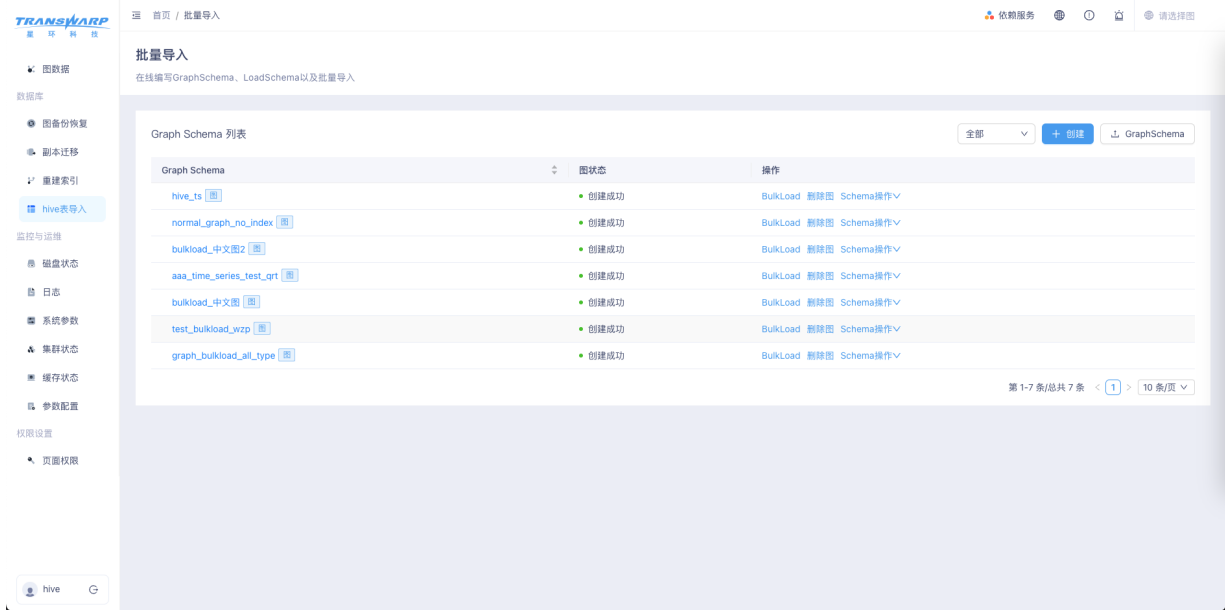 TRANSWARP
星 环 科 技
首页 / 批量导入
依赖服务
请选择图
图数据
数据库
图备份恢复
副本迁移
重建索引
hive表导入
监控与运维
磁盘状态
日志
系统参数
集群状态
缓存状态
参数配置
权限设置
页面权限
hive
批量导入
在线编写GraphSchema、LoadSchema以及批量导入
Graph Schema 列表
全部
+ 创建
GraphSchema
Graph Schema 图状态 操作
hive_ts 图 创建成功 BulkLoad 删除图 Schema操作
normal_graph_no_index 图 创建成功 BulkLoad 删除图 Schema操作
bulkload_中文图2 图 创建成功 BulkLoad 删除图 Schema操作
aaa_time_series_test_qrt 图 创建成功 BulkLoad 删除图 Schema操作
bulkload_中文图 图 创建成功 BulkLoad 删除图 Schema操作
test_bulkload_wzp 图 创建成功 BulkLoad 删除图 Schema操作
graph_bulkload_all_type 图 创建成功 BulkLoad 删除图 Schema操作
第 1-7 条/总共 7 条 < 1 > 10 条/页